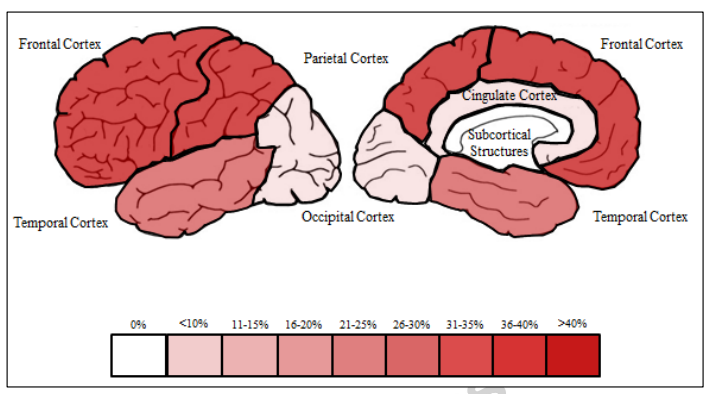 Frontal Cortex
Parietal Cortex
Frontal Cortex
Cingulate Cortex
Subcortical
Structures
Temporal Cortex
Occipital Cortex
Temporal Cortex
0% <10% 11-15% 16-20% 21-25% 26-30% 31-35% 36-40% >40%